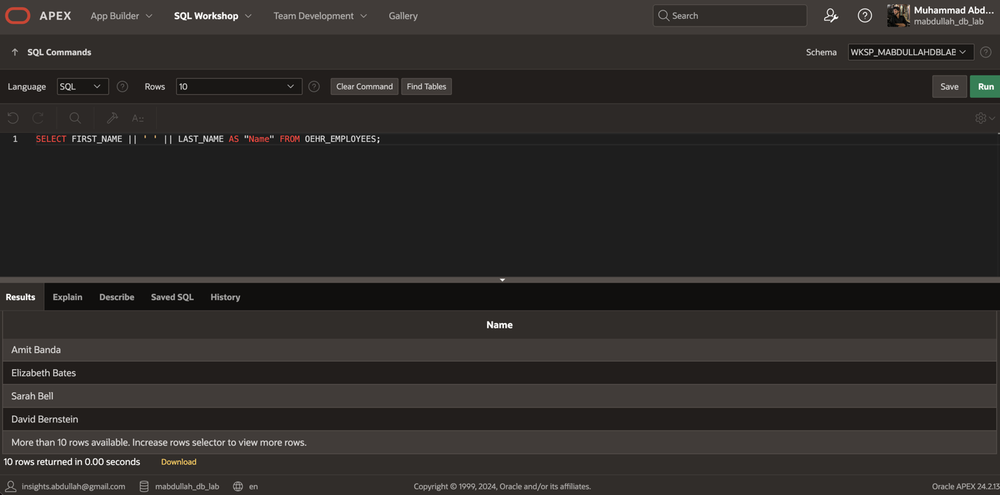 APEX App Builder SQL Workshop Team Development Gallery Search Muhammad Abd...
mabdullah_db_lab
SQL Commands Schema WKSP_MABDULLAHDBLAB
Language SQL Rows 10 Clear Command Find Tables Save Run
1 SELECT FIRST_NAME || ' ' || LAST_NAME AS "Name" FROM OEHR_EMPLOYEES;
Results Explain Describe Saved SQL History
Name
Amit Banda
Elizabeth Bates
Sarah Bell
David Bernstein
More than 10 rows available. Increase rows selector to view more rows.
10 rows returned in 0.00 seconds Download
insights.abdullah@gmail.com mabdullah_db_lab en Copyright © 1999, 2024, Oracle and/or its affiliates. Oracle APEX 24.2.13